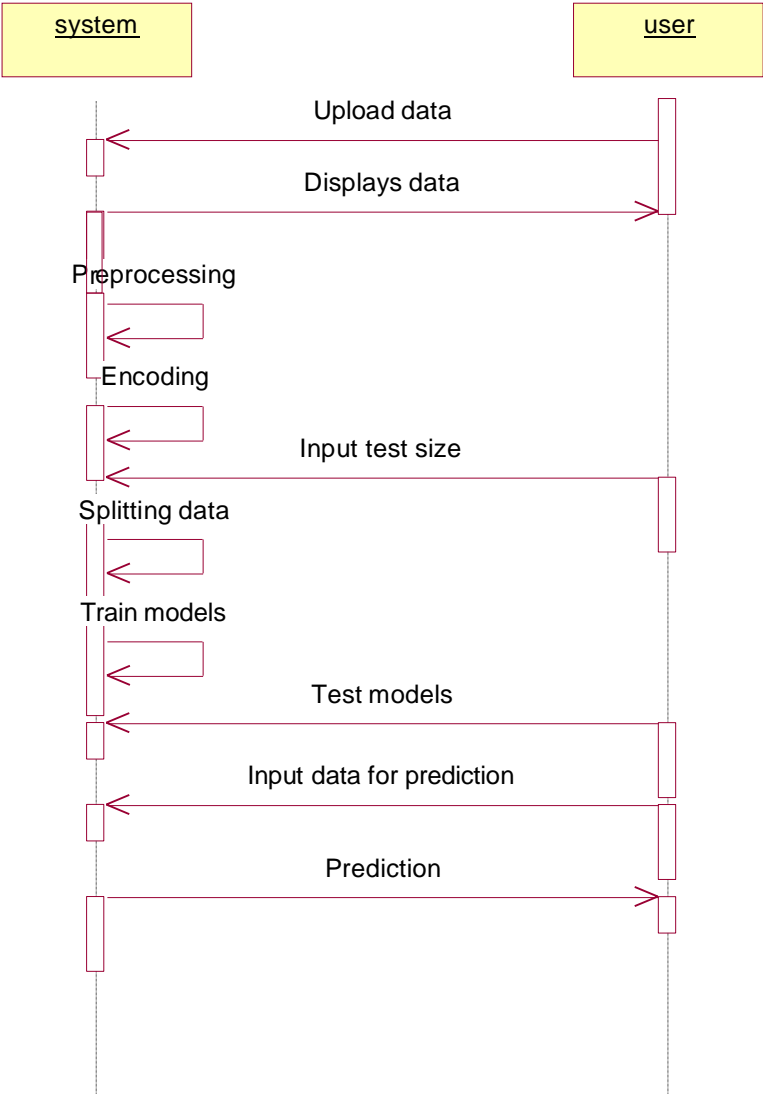 system
user
Upload data
Displays data
Preprocessing
Encoding
Input test size
Splitting data
Train models
Test models
Input data for prediction
Prediction